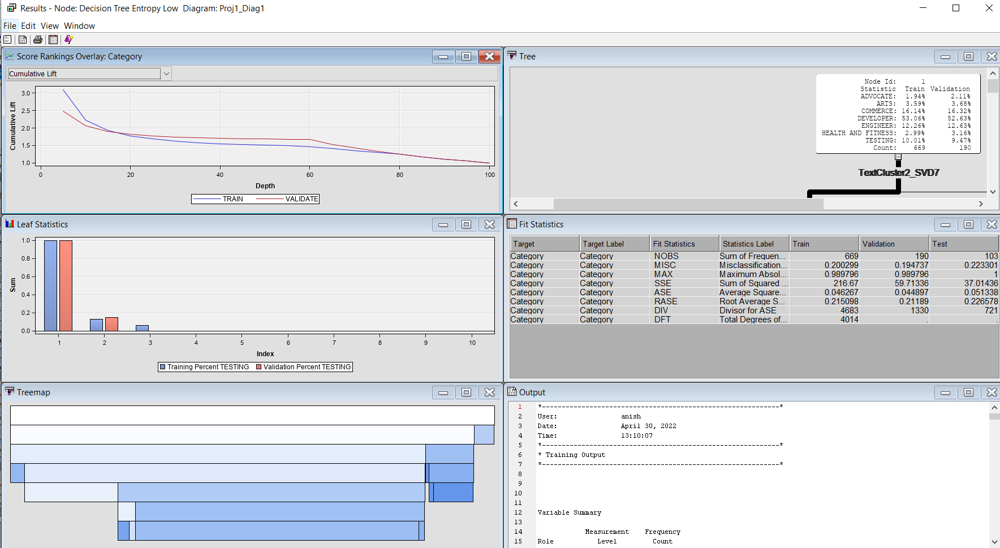 Results - Node: Decision Tree Entropy Low  Diagram: Proj1_Diag1
File Edit View Window
Score Rankings Overlay: Category
Cumulative Lift
Cumulative Lift
3.0
2.5
2.0
1.5
1.0
0 20 40 60 80 100
Depth
TRAIN VALIDATE
Tree
Node Id: 1
Statistic Train Validation
ADVOCATE: 1.94% 2.11%
ARTS: 3.59% 3.68%
COMMERCE: 16.14% 16.32%
DEVELOPER: 53.06% 52.63%
ENGINEER: 12.26% 12.63%
HEALTH AND FITNESS: 2.99% 3.16%
TESTING: 10.01% 9.47%
Count: 669 190
TextCluster2_SVD7
Leaf Statistics
Sum
1.0
0.8
0.6
0.4
0.2
0.0
1 2 3 4 5 6 7 8 9 10
Index
Training Percent TESTING Validation Percent TESTING
Fit Statistics
Target Target Label Fit Statistics Statistics Label Train Validation Test
Category Category NOBS Sum of Frequen... 669 190 103
Category Category MISC Misclassification... 0.200299 0.194737 0.223301
Category Category MAX Maximum Absol... 0.989796 0.989796 1
Category Category SSE Sum of Squared ... 216.67 59.71336 37.01436
Category Category ASE Average Square... 0.046267 0.044897 0.051338
Category Category RASE Root Average S... 0.215098 0.21189 0.226578
Category Category DIV Divisor for ASE 4683 1330 721
Category Category DFT Total Degrees of... 4014 . .
Treemap
Output
1 *------------------------------------------------------------*
2 User: anish
3 Date: April 30, 2022
4 Time: 13:10:07
5 *------------------------------------------------------------*
6 * Training Output
7 *------------------------------------------------------------*
8
9
10
11
12 Variable Summary
13
14 Measurement Frequency
15 Role Level Count